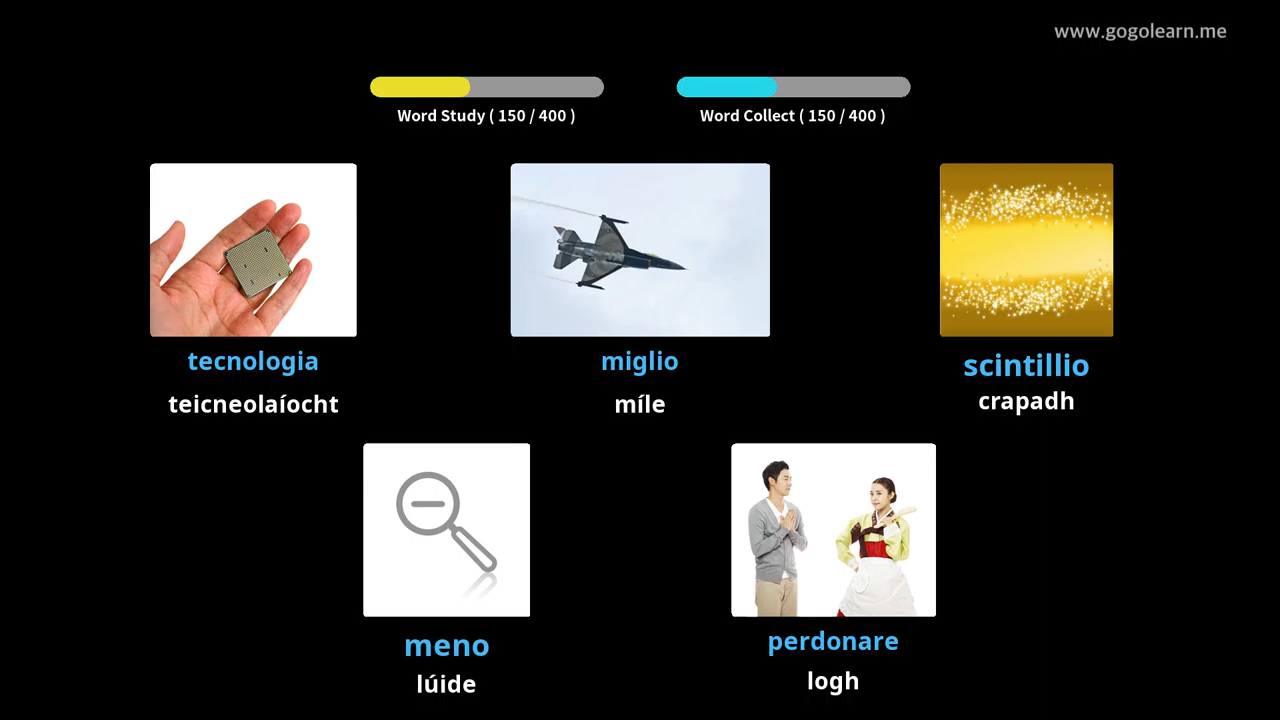 www.gogolearn.me
Word Study ( 150 / 400 )
Word Collect ( 150 / 400 )
tecnologia
teicneolaíocht
miglio
míle
scintillio
crapadh
meno
lúide
perdonare
logh